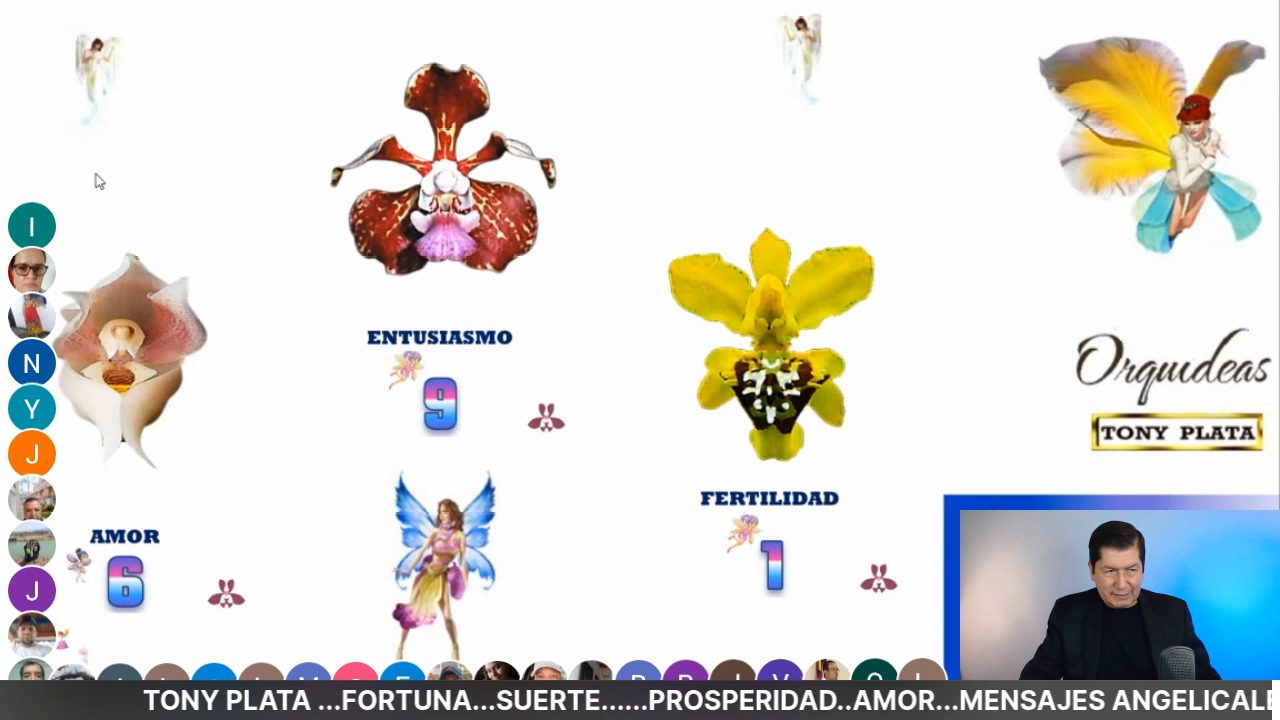 ENTUSIASMO
9
Orquideas
TONY PLATA
FERTILIDAD
1
AMOR
6
I
N
Y
J
J
TONY PLATA ...FORTUNA...SUERTE......PROSPERIDAD..AMOR...MENSAJES ANGELICALE